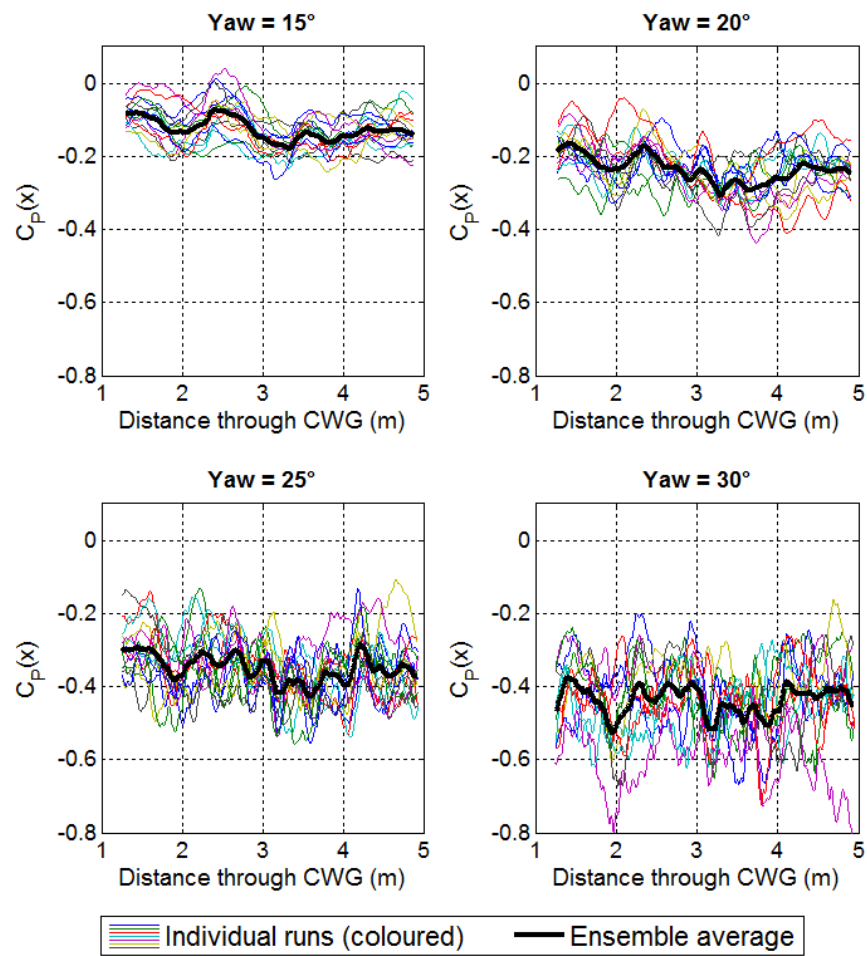 Yaw = 15°
0
-0.2
-0.4
-0.6
-0.8
C_P(x)
1 2 3 4 5
Distance through CWG (m)
Yaw = 20°
0
-0.2
-0.4
-0.6
-0.8
C_P(x)
1 2 3 4 5
Distance through CWG (m)
Yaw = 25°
0
-0.2
-0.4
-0.6
-0.8
C_P(x)
1 2 3 4 5
Distance through CWG (m)
Yaw = 30°
0
-0.2
-0.4
-0.6
-0.8
C_P(x)
1 2 3 4 5
Distance through CWG (m)
Individual runs (coloured) Ensemble average